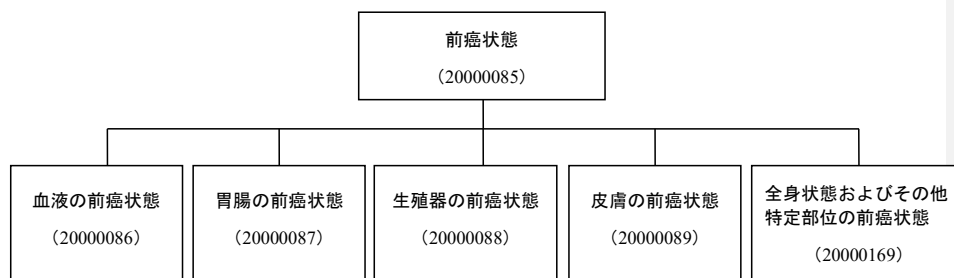 前癌状態
（20000085）
血液の前癌状態
（20000086）
胃腸の前癌状態
（20000087）
生殖器の前癌状態
（20000088）
皮膚の前癌状態
（20000089）
全身状態およびその他
特定部位の前癌状態
（20000169）